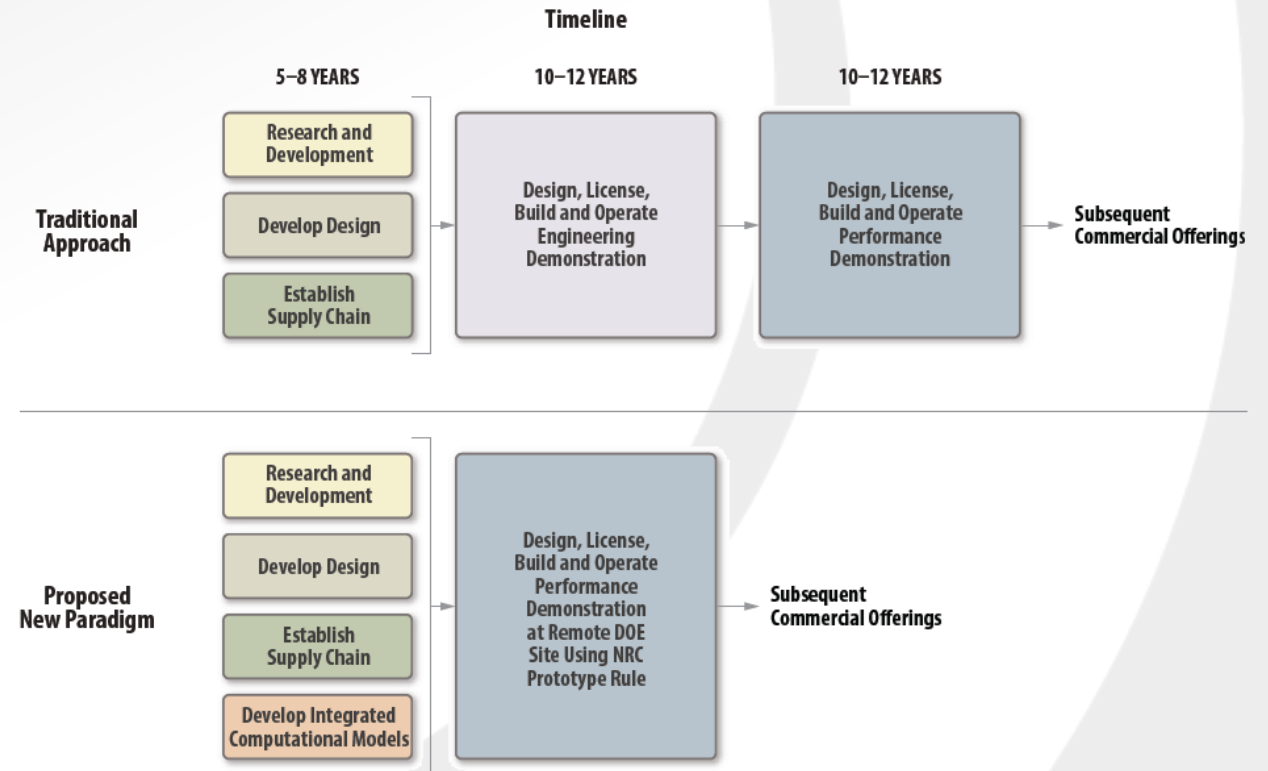 Timeline
5–8 YEARS
10–12 YEARS
10–12 YEARS
Traditional
Approach
Research and
Development
Develop Design
Establish
Supply Chain
Design, License,
Build and Operate
Engineering
Demonstration
Design, License,
Build and Operate
Performance
Demonstration
Subsequent
Commercial Offerings
Proposed
New Paradigm
Research and
Development
Develop Design
Establish
Supply Chain
Develop Integrated
Computational Models
Design, License,
Build and Operate
Performance
Demonstration
at Remote DOE
Site Using NRC
Prototype Rule
Subsequent
Commercial Offerings